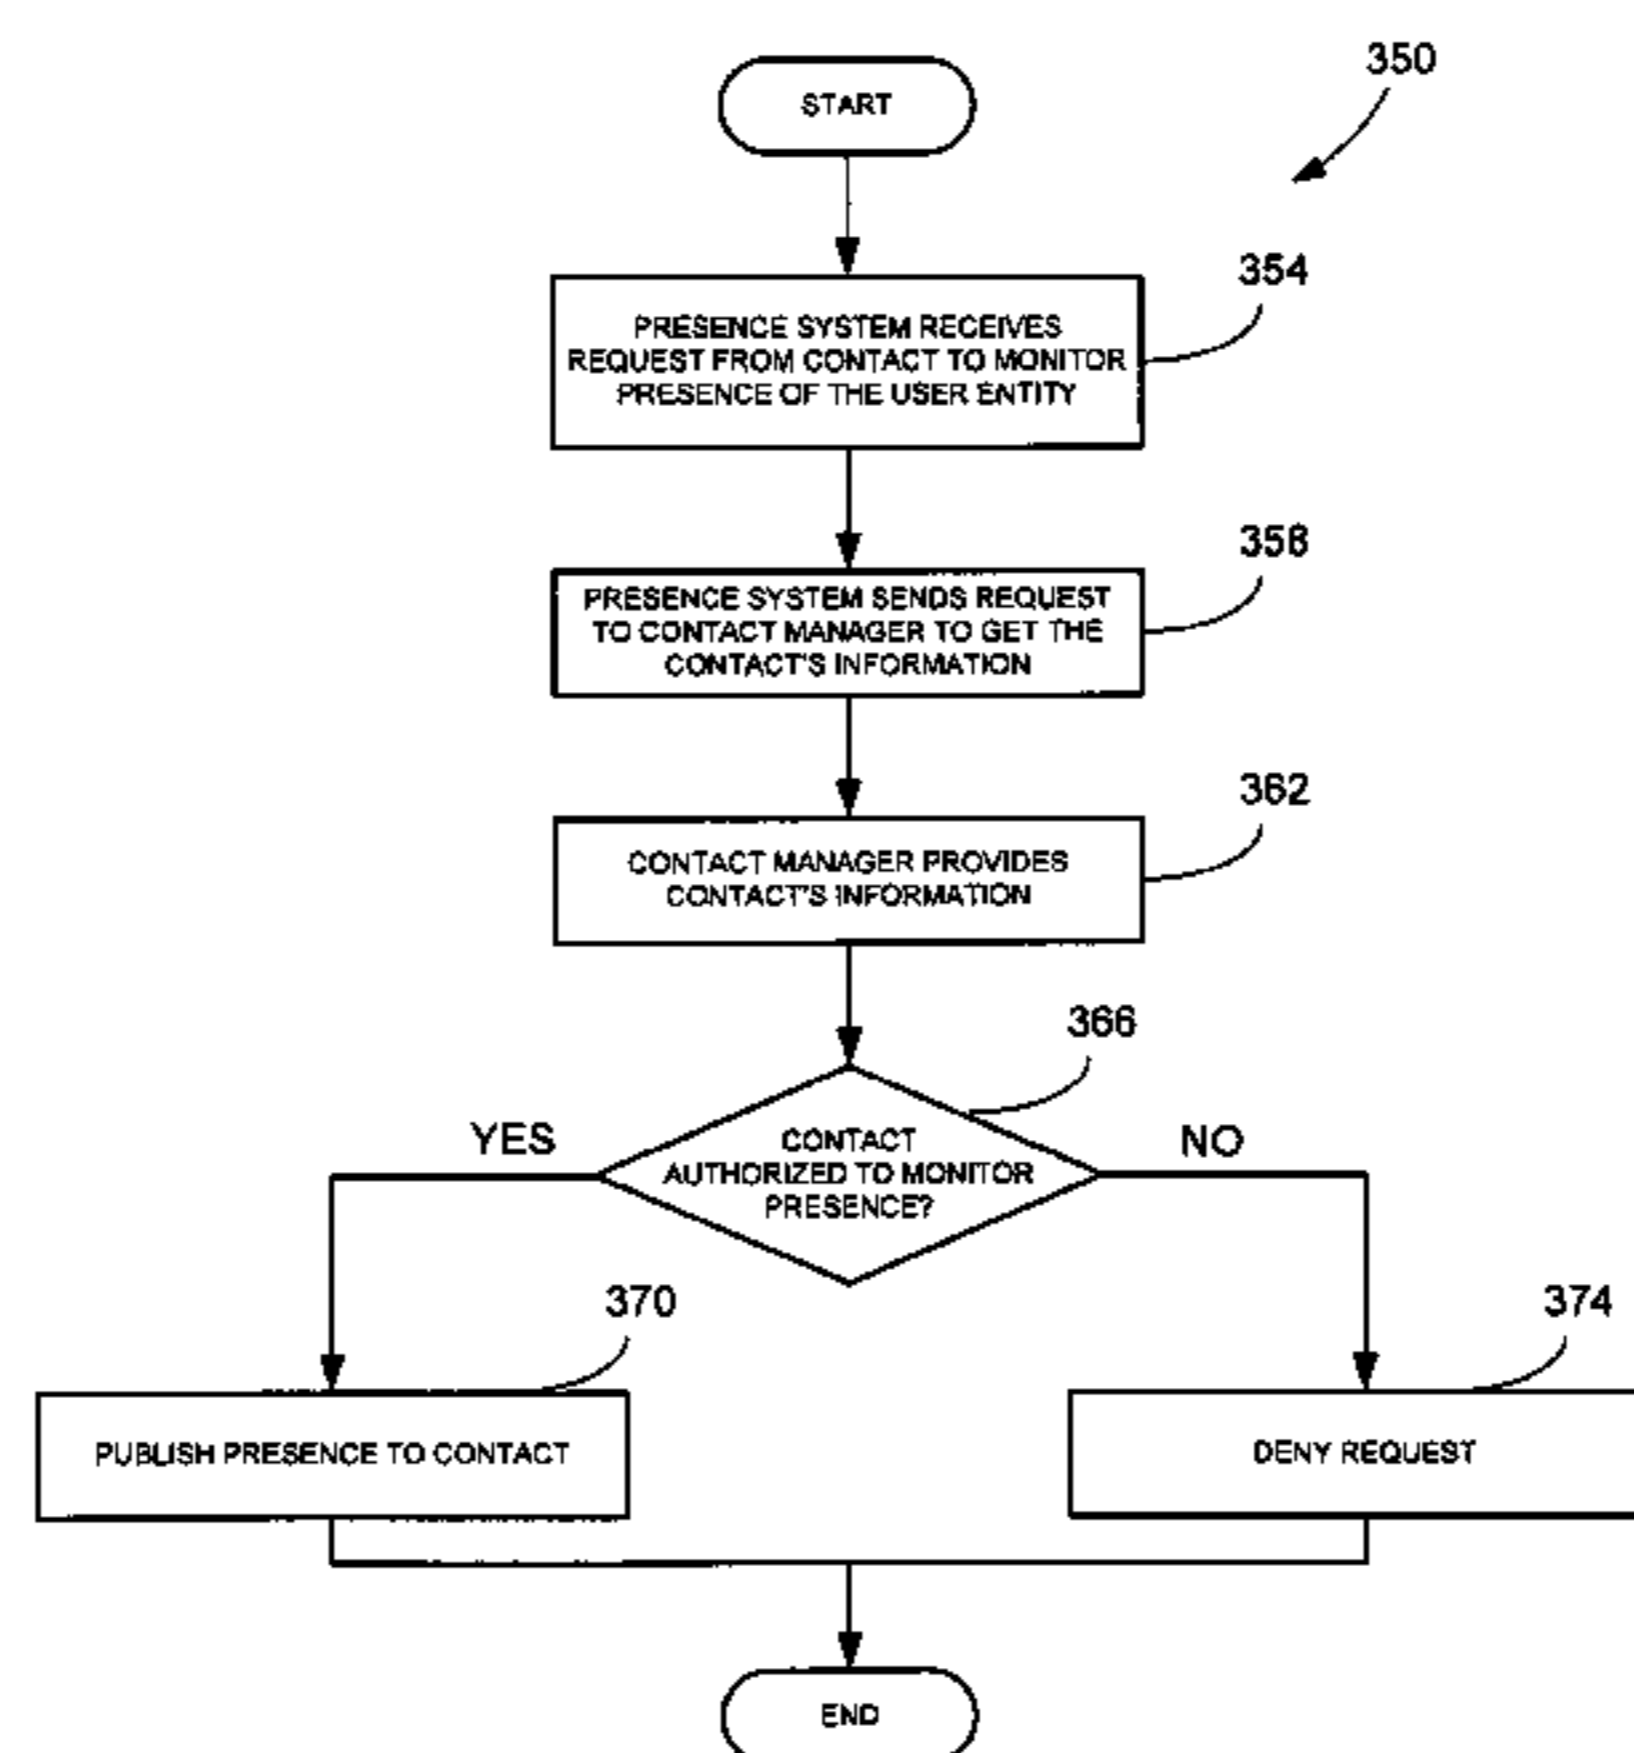 350
START
354
PRESENCE SYSTEM RECEIVES
REQUEST FROM CONTACT TO MONITOR
PRESENCE OF THE USER ENTITY
358
PRESENCE SYSTEM SENDS REQUEST
TO CONTACT MANAGER TO GET THE
CONTACT'S INFORMATION
362
CONTACT MANAGER PROVIDES
CONTACT'S INFORMATION
366
YES
CONTACT
AUTHORIZED TO MONITOR
PRESENCE?
NO
370
374
PUBLISH PRESENCE TO CONTACT
DENY REQUEST
END